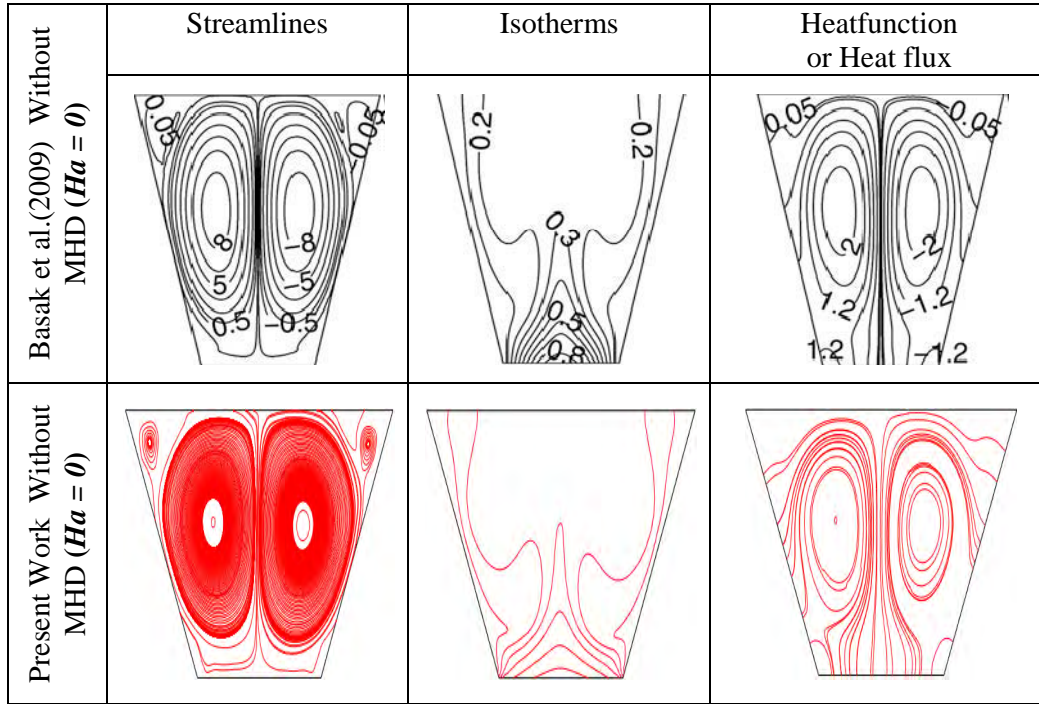 Streamlines
Isotherms
Heatfunction
or Heat flux
Basak et al.(2009) Without
MHD (Ha = 0)
0.05
-0.05
8
-8
5
-5
0.5
-0.5
0.2
-0.2
0.3
0.5
0.8
0.05
-0.05
2
-2
1.2
-1.2
1.2
-1.2
Present Work Without
MHD (Ha = 0)